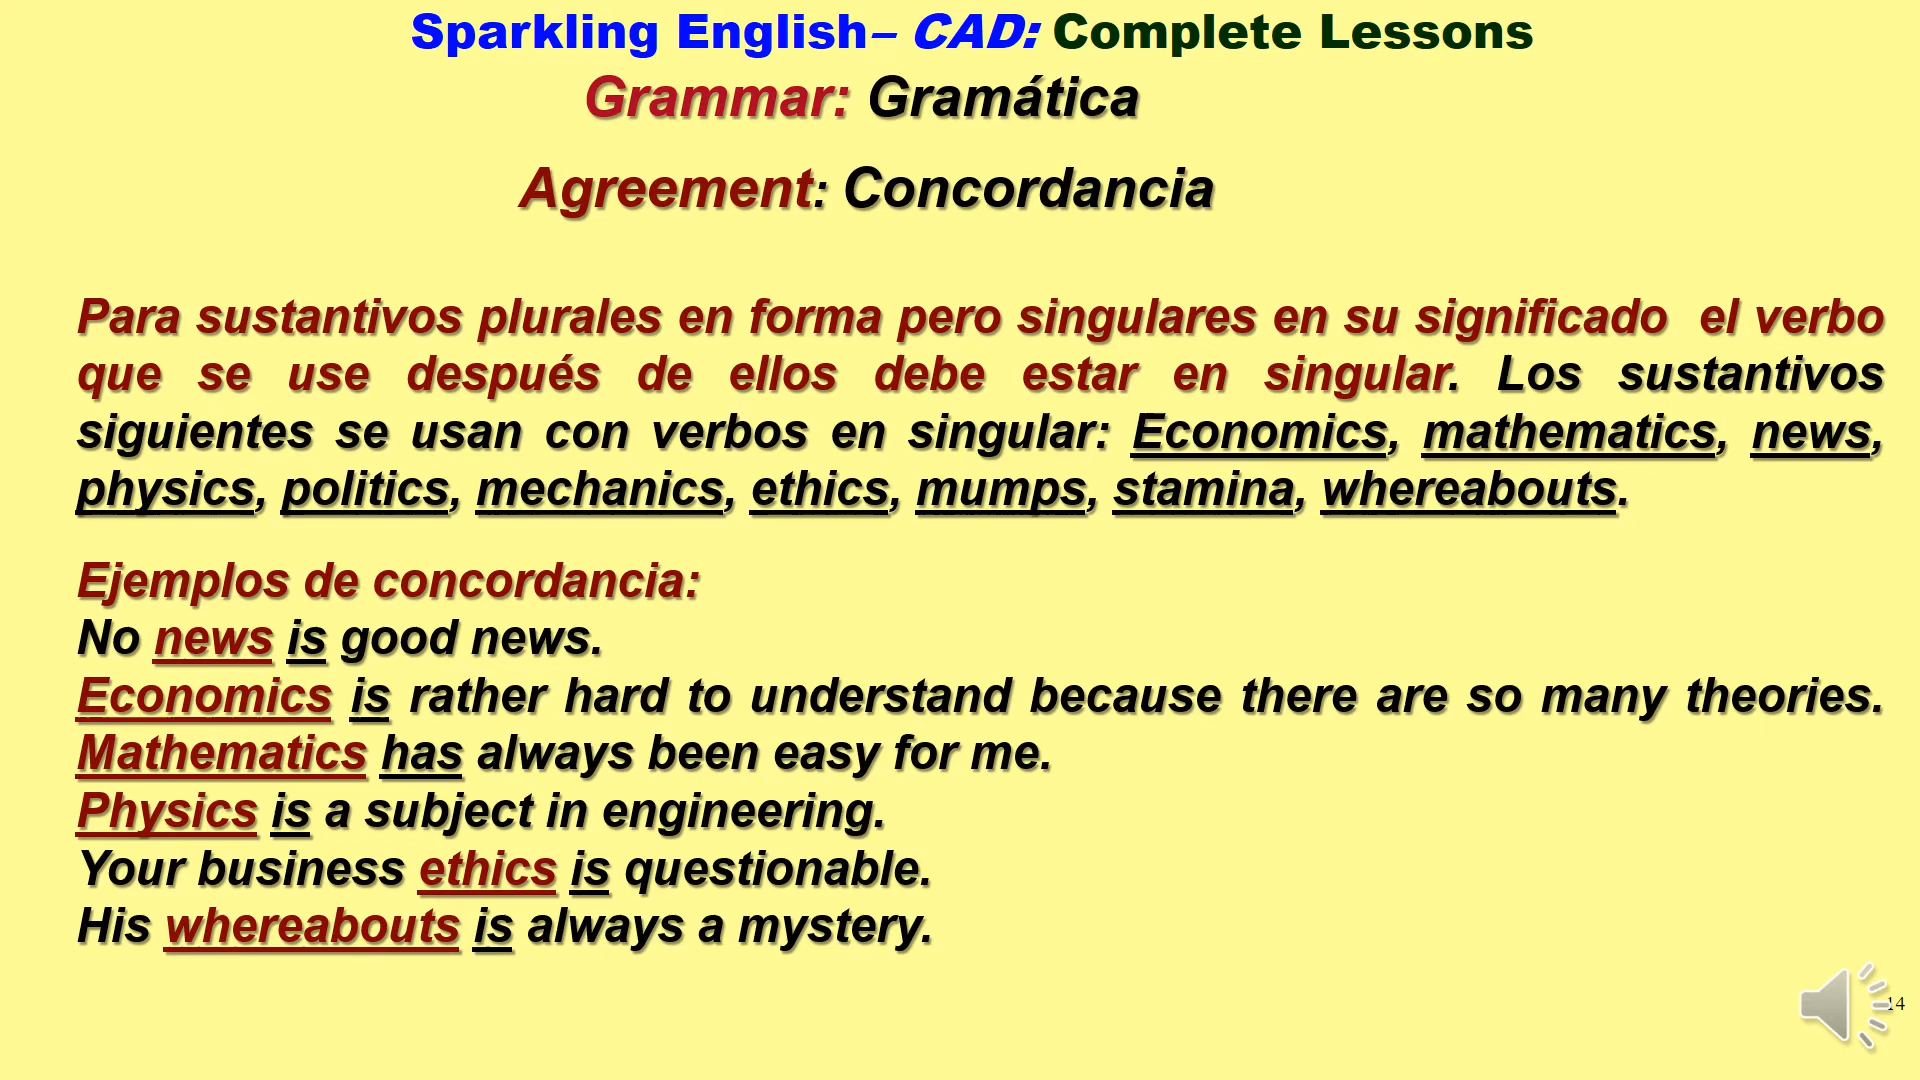 Sparkling English– CAD: Complete Lessons
Grammar: Gramática
Agreement: Concordancia
Para sustantivos plurales en forma pero singulares en su significado el verbo
que se use después de ellos debe estar en singular. Los sustantivos
siguientes se usan con verbos en singular: Economics, mathematics, news,
physics, politics, mechanics, ethics, mumps, stamina, whereabouts.
Ejemplos de concordancia:
No news is good news.
Economics is rather hard to understand because there are so many theories.
Mathematics has always been easy for me.
Physics is a subject in engineering.
Your business ethics is questionable.
His whereabouts is always a mystery.
14